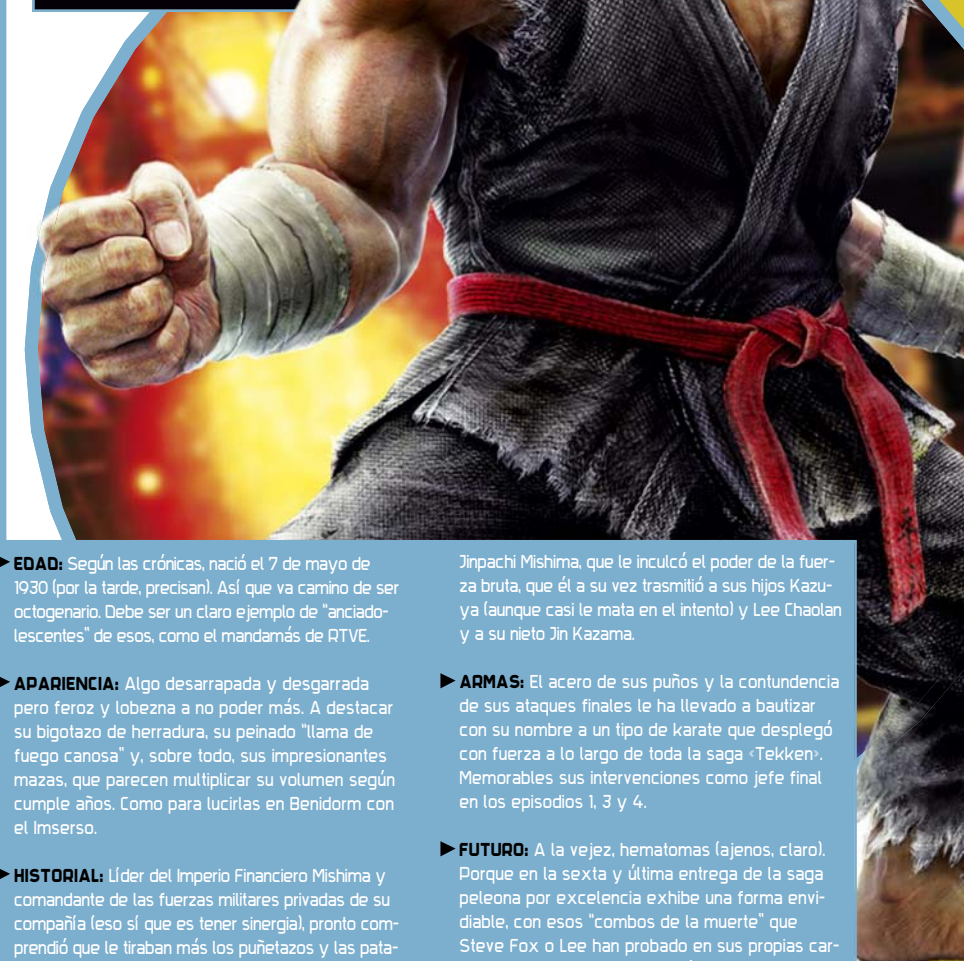 ► EDAD: Según las crónicas, nació el 7 de mayo de
1930 (por la tarde, precisan). Así que va camino de ser
octogenario. Debe ser un claro ejemplo de "anciado-
lescentes" de esos, como el mandamás de RTVE.
► APARIENCIA: Algo desarrapada y desgarrada
pero feroz y lobezna a no poder más. A destacar
su bigotazo de herradura, su peinado "llama de
fuego canosa" y, sobre todo, sus impresionantes
mazas, que parecen multiplicar su volumen según
cumple años. Como para lucirlas en Benidorm con
el Imserso.
► HISTORIAL: Líder del Imperio Financiero Mishima y
comandante de las fuerzas militares privadas de su
compañía (eso sí que es tener sinergia), pronto com-
prendió que le tiraban más los puñetazos y las pata-
Jinpachi Mishima, que le inculcó el poder de la fuer-
za bruta, que él a su vez trasmitió a sus hijos Kazu-
ya (aunque casi le mata en el intento) y Lee Chaolan
y a su nieto Jin Kazama.
► ARMAS: El acero de sus puños y la contundencia
de sus ataques finales le ha llevado a bautizar
con su nombre a un tipo de karate que desplegó
con fuerza a lo largo de toda la saga «Tekken».
Memorables sus intervenciones como jefe final
en los episodios 1, 3 y 4.
► FUTURO: A la vejez, hematomas (ajenos, claro).
Porque en la sexta y última entrega de la saga
peleona por excelencia exhibe una forma envi-
diable, con esos "combos de la muerte" que
Steve Fox o Lee han probado en sus propias car-